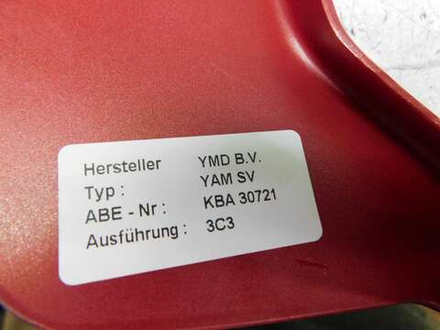 Hersteller YMD B.V.
Typ : YAM SV
ABE - Nr : KBA 30721
Ausführung : 3C3